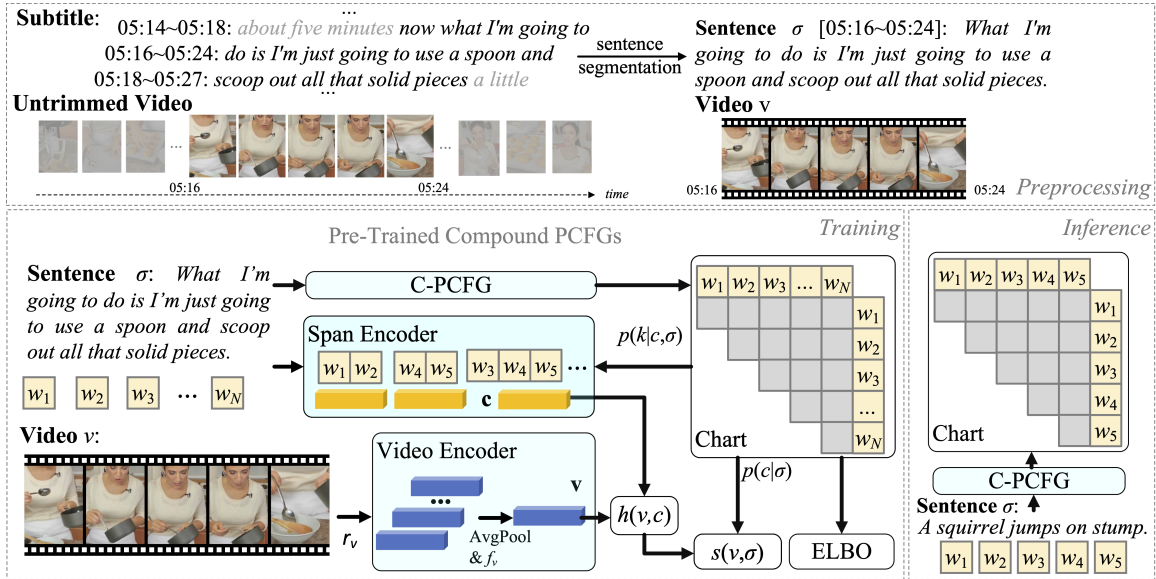 ...
Subtitle: 05:14~05:18: about five minutes now what I'm going to
05:16~05:24: do is I'm just going to use a spoon and
05:18~05:27: scoop out all that solid pieces a little
...
sentence
segmentation
Sentence σ [05:16~05:24]: What I'm
going to do is I'm just going to use a
spoon and scoop out all that solid pieces.
Untrimmed Video
... ...
05:16 05:24 time
Video v
05:16 05:24
Preprocessing
Pre-Trained Compound PCFGs
Training
Sentence σ: What I'm
going to do is I'm just going
to use a spoon and scoop
out all that solid pieces.
w1 w2 w3 ... wN
Video v:
C-PCFG
Span Encoder
w1 w2 w4 w5 w3 w4 w5 ...
c
p(k|c,σ)
Video Encoder
...
v
rv
AvgPool
& fv
h(v,c)
w1 w2 w3 ... wN
w1
w2
w3
...
wN
Chart
p(c|σ)
s(v,σ)
ELBO
Inference
w1 w2 w3 w4 w5
w1
w2
w3
w4
w5
Chart
C-PCFG
Sentence σ:
A squirrel jumps on stump.
w1 w2 w3 w4 w5